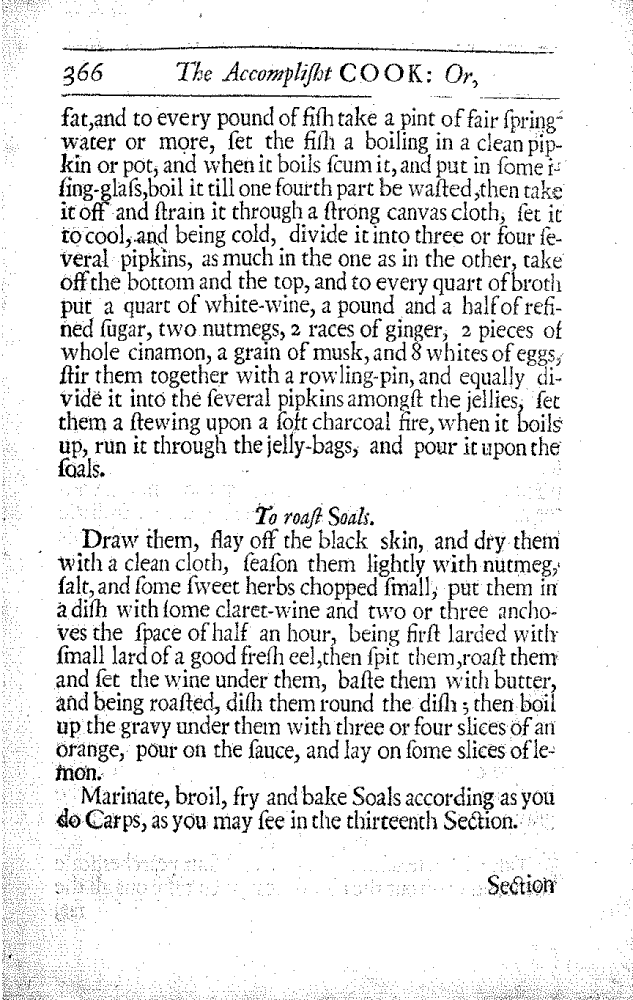 366 The Accompliſht COOK: Or,
fat,and to every pound of fiſh take a pint of fair ſpring-
water or more, ſet the fiſh a boiling in a clean pip-
kin or pot, and when it boils ſcum it, and put in ſome i-
ſing-glaſs,boil it till one fourth part be waſted,then take
it off and ſtrain it through a ſtrong canvas cloth, ſet it
to cool, and being cold, divide it into three or four ſe-
veral pipkins, as much in the one as in the other, take
off the bottom and the top, and to every quart of broth
put a quart of white-wine, a pound and a half of refi-
ned ſugar, two nutmegs, 2 races of ginger, 2 pieces of
whole cinamon, a grain of musk, and 8 whites of eggs,
ſtir them together with a rowling-pin, and equally di-
vide it into the ſeveral pipkins amongſt the jellies, ſet
them a ſtewing upon a ſoft charcoal fire, when it boils
up, run it through the jelly-bags, and pour it upon the
ſoals.
To roaſt Soals.
Draw them, flay off the black skin, and dry them
with a clean cloth, ſeaſon them lightly with nutmeg,
ſalt, and ſome ſweet herbs chopped ſmall, put them in
a diſh with ſome claret-wine and two or three ancho-
ves the ſpace of half an hour, being firſt larded with
ſmall lard of a good freſh eel,then ſpit them,roaſt them
and ſet the wine under them, baſte them with butter,
and being roaſted, diſh them round the diſh; then boil
up the gravy under them with three or four slices of an
orange, pour on the ſauce, and lay on ſome slices of le-
mon.
Marinate, broil, fry and bake Soals according as you
do Carps, as you may ſee in the thirteenth Section.
Section